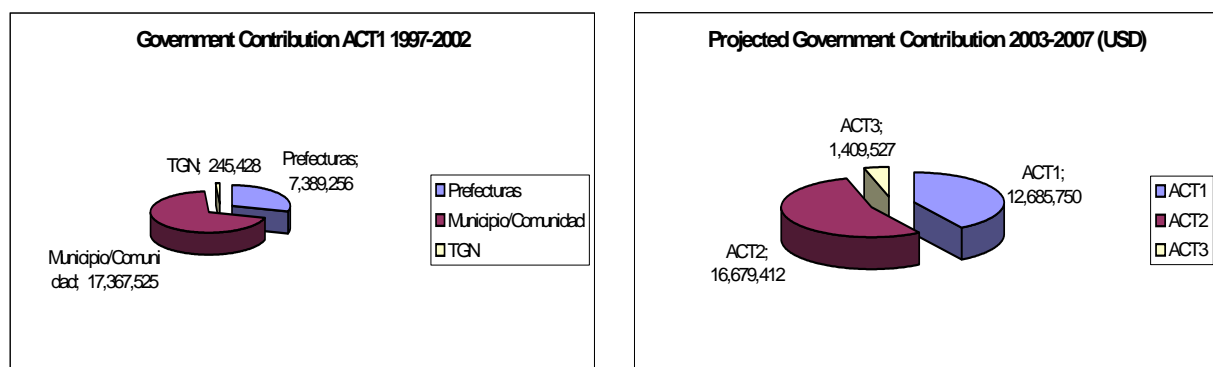 Government Contribution ACT1 1997-2002
TGN; 245,428
Prefecturas;
7,389,256
Municipio/Comuni
dad; 17,367,525
Prefecturas
Municipio/Comunidad
TGN
Projected Government Contribution 2003-2007 (USD)
ACT3;
1,409,527
ACT1;
12,685,750
ACT2;
16,679,412
ACT1
ACT2
ACT3